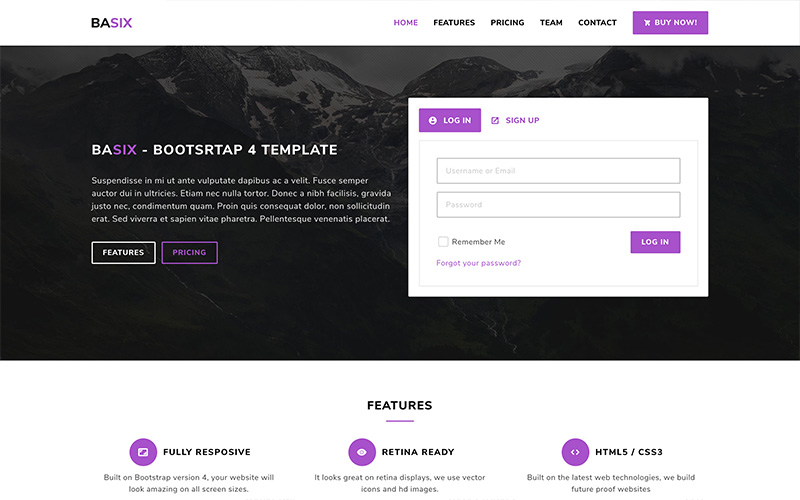 BASIX
HOME FEATURES PRICING TEAM CONTACT BUY NOW!
LOG IN SIGN UP
BASIX - BOOTSRTAP 4 TEMPLATE
Suspendisse in mi ut ante vulputate dapibus ac a velit. Fusce semper
auctor dui in ultricies. Etiam nec nulla tortor. Donec a nibh facilisis, gravida
justo nec, condimentum quam. Proin quis consequat dolor, non sollicitudin
erat. Sed viverra et sapien vitae pharetra. Pellentesque venenatis placerat.
FEATURES PRICING
Username or Email
Password
Remember Me LOG IN
Forgot your password?
FEATURES
FULLY RESPOSIVE
Built on Bootstrap version 4, your website will
look amazing on all screen sizes.
RETINA READY
It looks great on retina displays, we use vector
icons and hd images.
HTML5 / CSS3
Built on the latest web technologies, we build
future proof websites